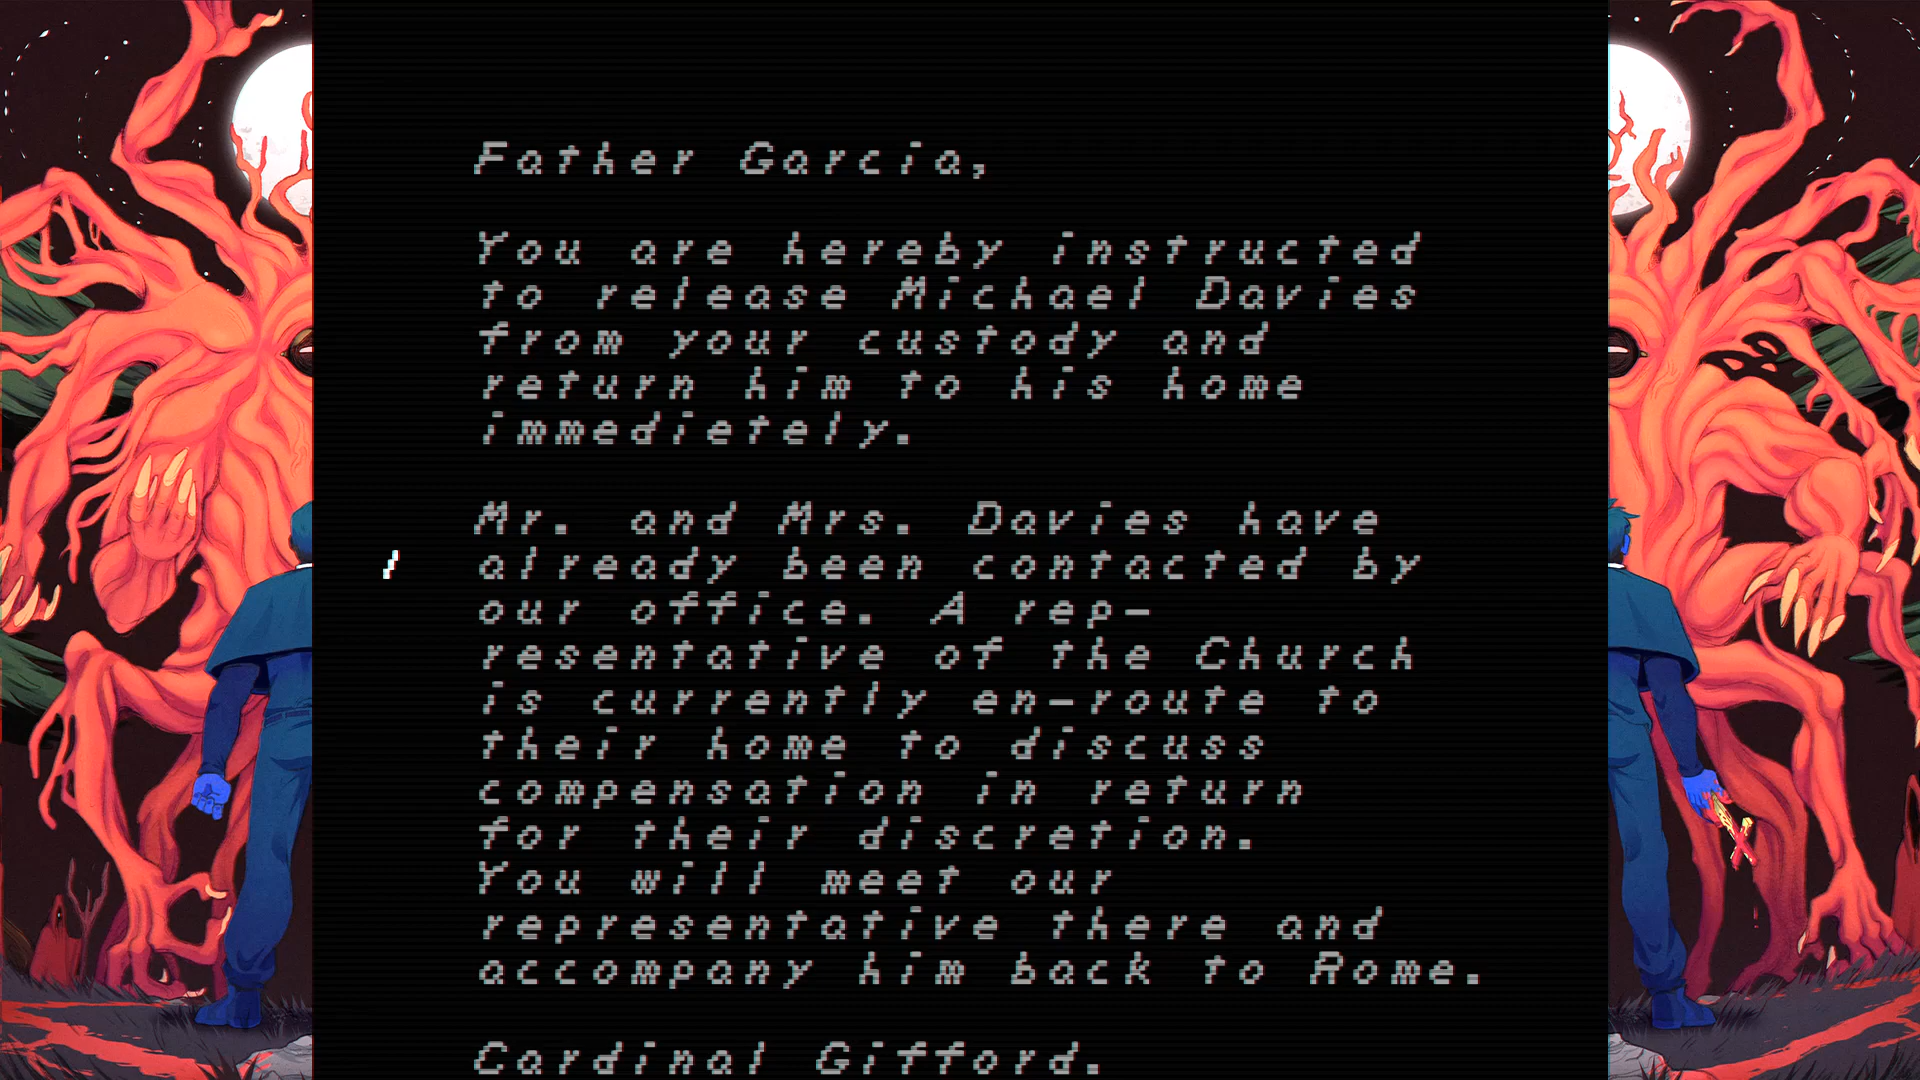 Father Garcia,
You are hereby instructed
to release Michael Davies
from your custody and
return him to his home
immedietely.
Mr. and Mrs. Davies have
already been contacted by
our office. A rep-
resentative of the Church
is currently en-route to
their home to discuss
compensation in return
for their discretion.
You will meet our
representative there and
accompany him back to Rome.
Cardinal Gifford.